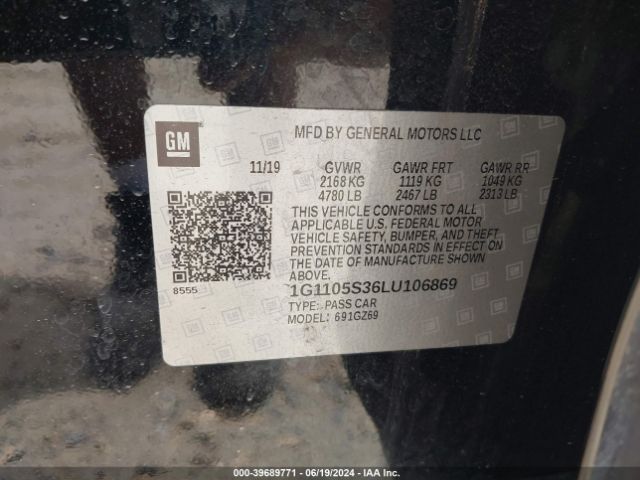 GM
MFD BY GENERAL MOTORS LLC
11/19 GVWR GAWR FRT GAWR RR
2168 KG 1119 KG 1049 KG
4780 LB 2467 LB 2313 LB
THIS VEHICLE CONFORMS TO ALL
APPLICABLE U.S. FEDERAL MOTOR
VEHICLE SAFETY, BUMPER, AND THEFT
PREVENTION STANDARDS IN EFFECT ON
THE DATE OF MANUFACTURE SHOWN
ABOVE.
8555
1G1105S36LU106869
TYPE: PASS CAR
MODEL: 691GZ69
000-39689771 - 06/19/2024 - IAA Inc.